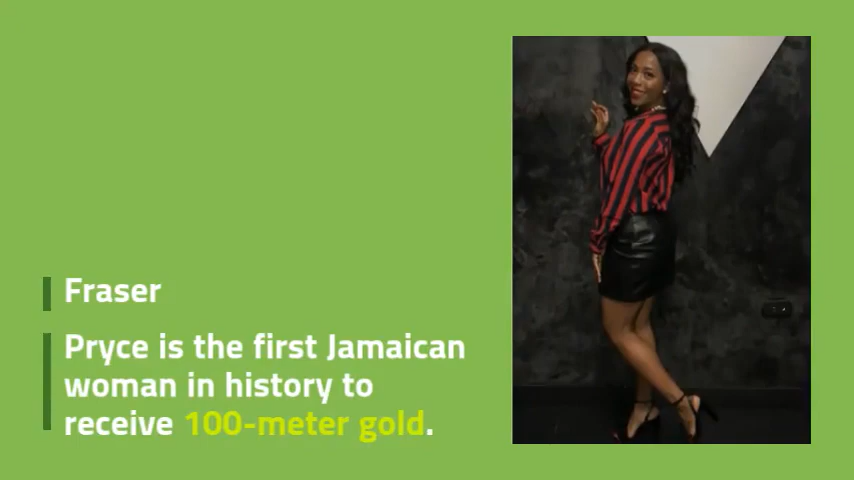 Fraser
Pryce is the first Jamaican
woman in history to
receive 100-meter gold.